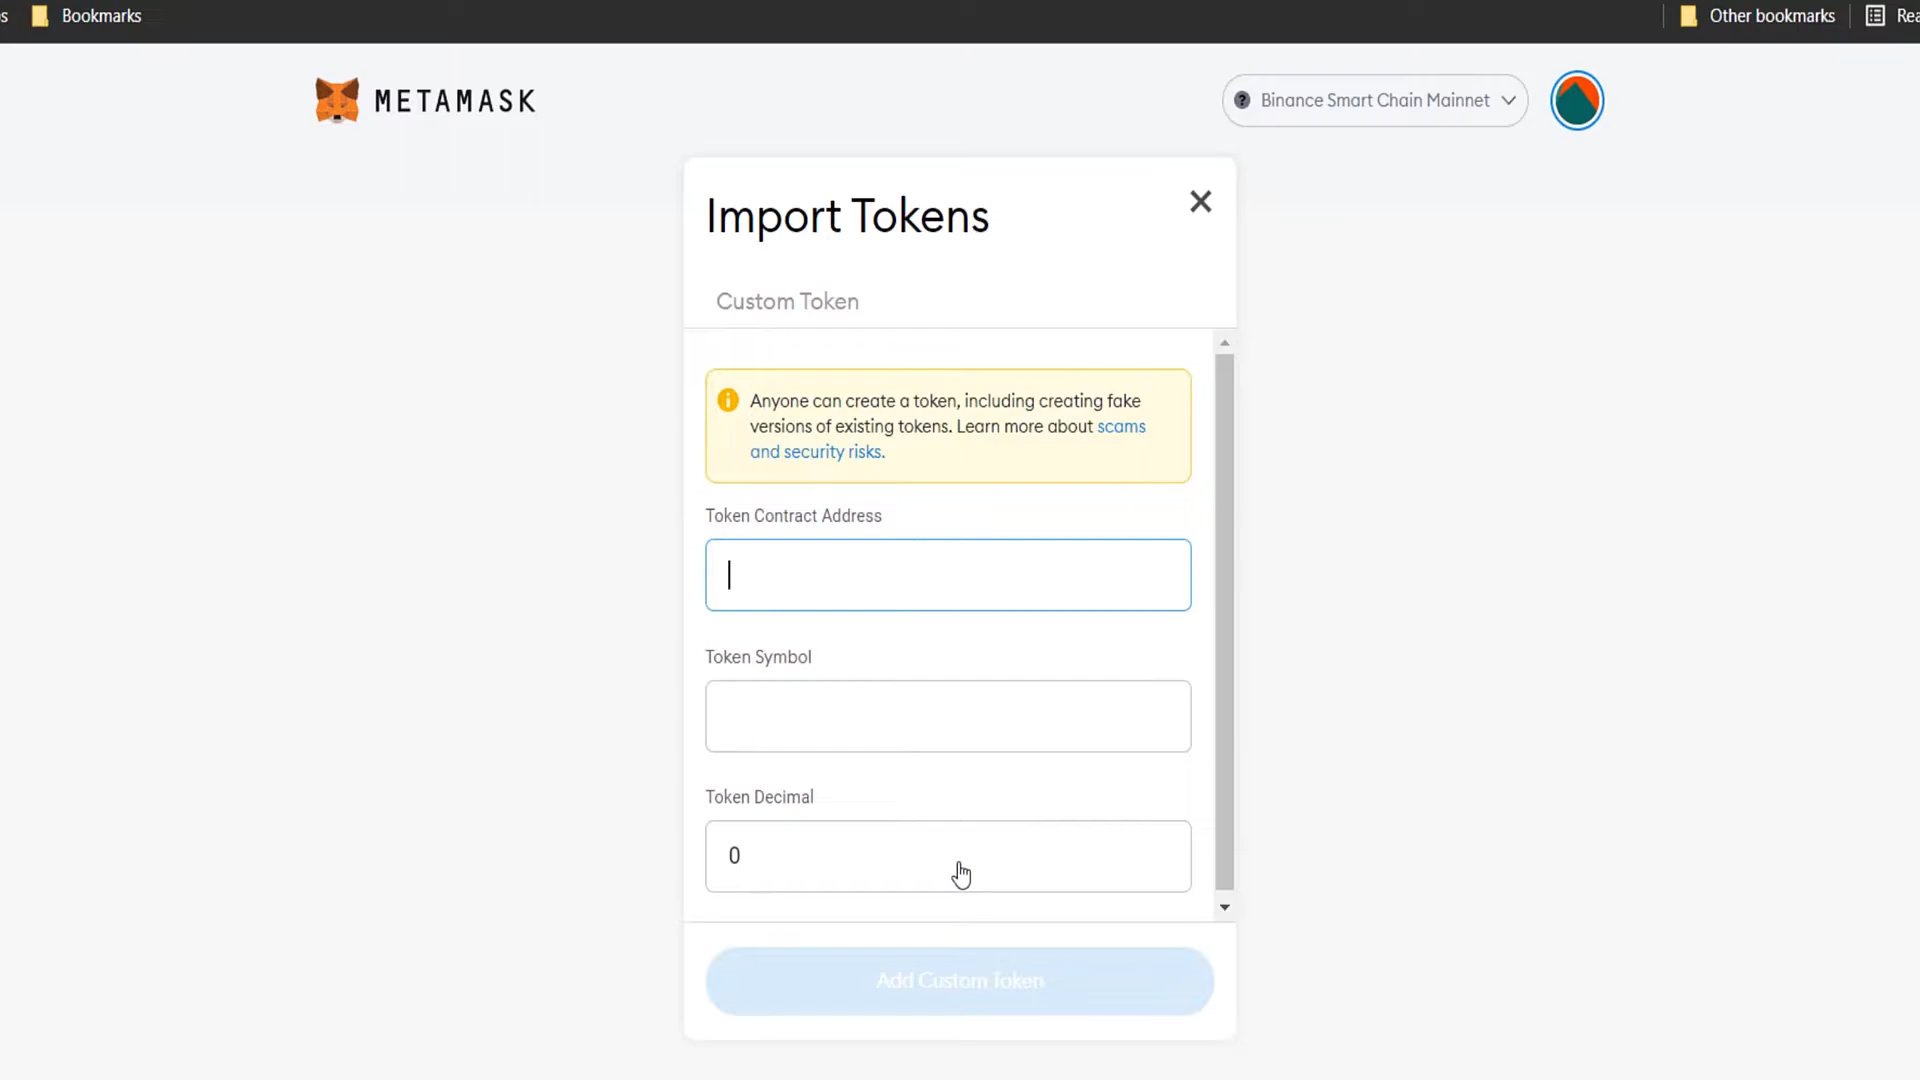 Bookmarks
Other bookmarks
METAMASK
Binance Smart Chain Mainnet
Import Tokens
Custom Token
Anyone can create a token, including creating fake
versions of existing tokens. Learn more about scams
and security risks.
Token Contract Address
Token Symbol
Token Decimal
0
Add Custom Token